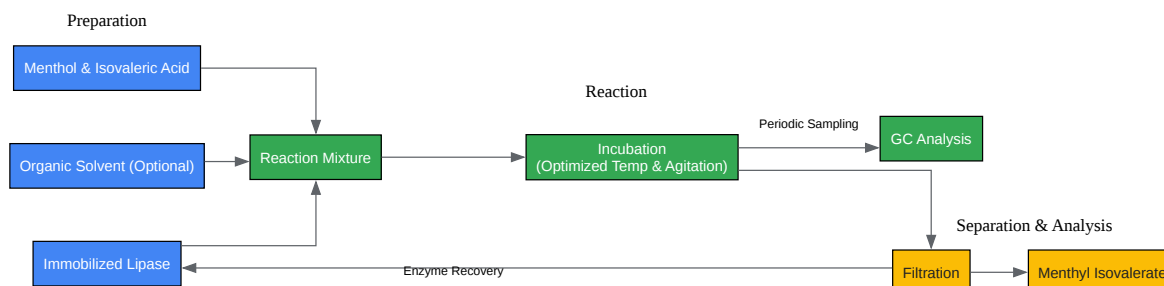 Preparation
Menthol & Isovaleric Acid
Organic Solvent (Optional)
Immobilized Lipase
Reaction Mixture
Reaction
Incubation
(Optimized Temp & Agitation)
Periodic Sampling
GC Analysis
Separation & Analysis
Filtration
Menthyl Isovalerate
Enzyme Recovery